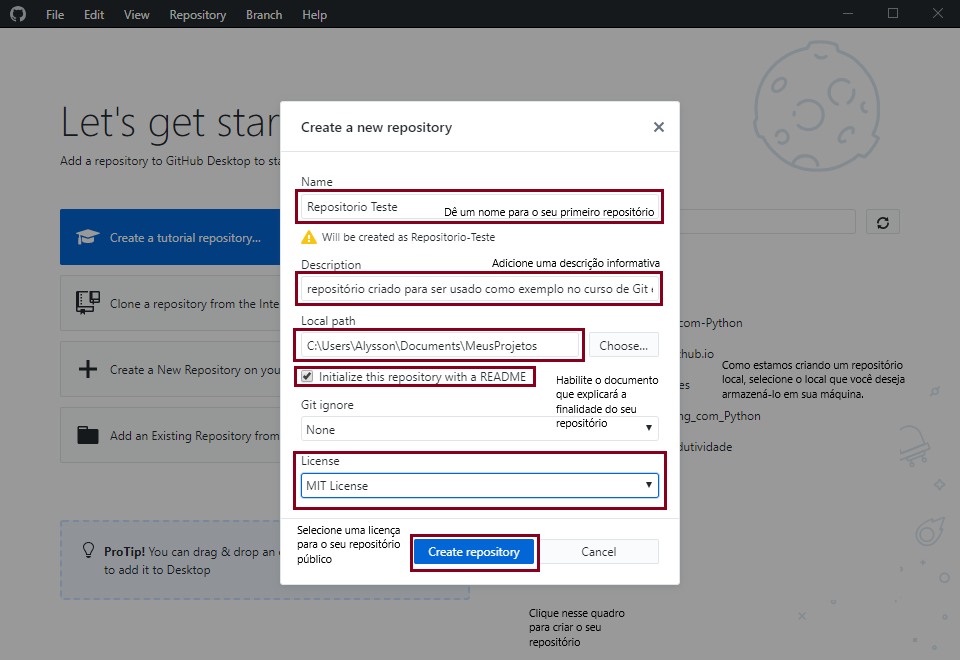 File Edit View Repository Branch Help
Let's get star
Add a repository to GitHub Desktop to sta
Create a tutorial repository...
Clone a repository from the Inte
Create a New Repository on you
Add an Existing Repository from
ProTip! You can drag & drop an
to add it to Desktop
Create a new repository
Name
Repositorio Teste
Dê um nome para o seu primeiro repositório
Will be created as Repositorio-Teste
Description
Adicione uma descrição informativa
repositório criado para ser usado como exemplo no curso de Git
Local path
C:\Users\Alysson\Documents\MeusProjetos
Choose...
Initialize this repository with a README
Habilite o documento
que explicará a
finalidade do seu
repositório
Git ignore
None
License
MIT License
Selecione uma licença
para o seu repositório
público
Create repository
Cancel
com-Python
hub.io
es
ng_com_Python
dutividade
Como estamos criando um repositório
local, selecione o local que você deseja
armazená-lo em sua máquina.
Clique nesse quadro
para criar o seu
repositório